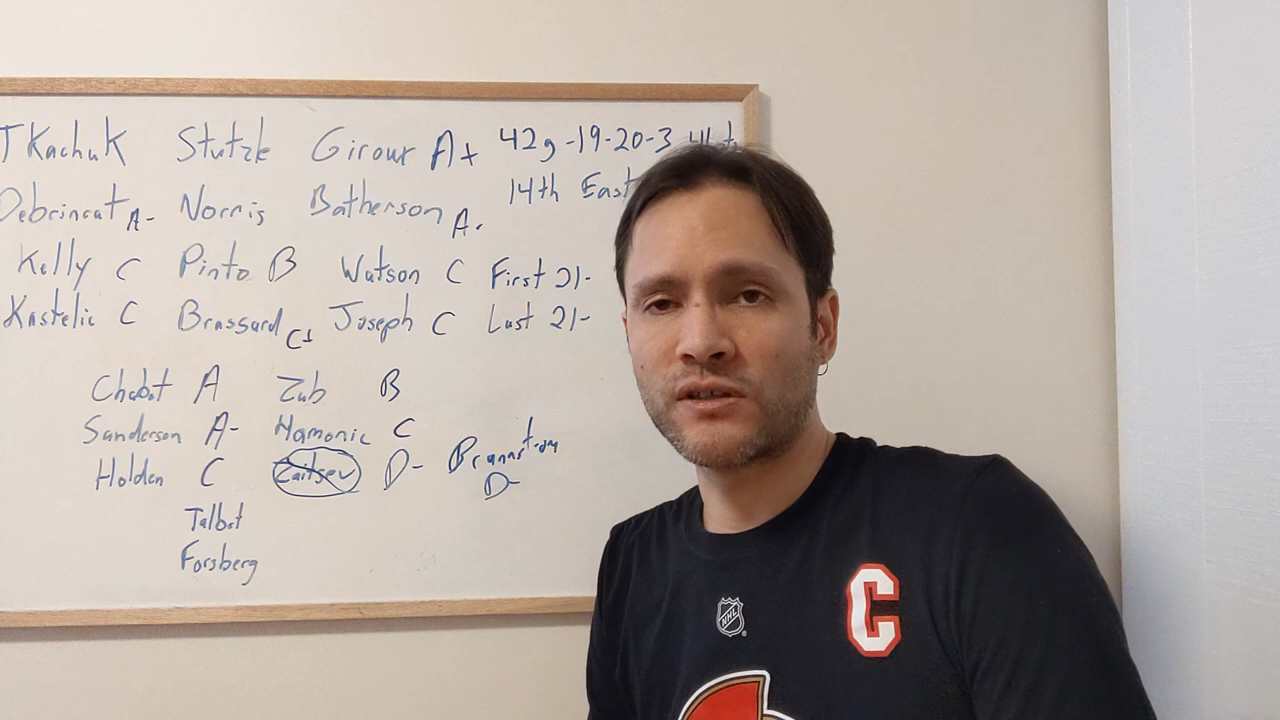 TKachuK Stutzle Giroux A+ 42g-19-20-3
Debrincat A- Norris Batherson A- 14th East
Kelly C Pinto B Watson C First 21-
Kastelic C Brassard C+ Joseph C Last 21-
Chabot A Zub B
Sanderson A- Hamonic C
Holden C Zaitsev D- Brannstrom D-
Talbot
Forsberg
NHL
C